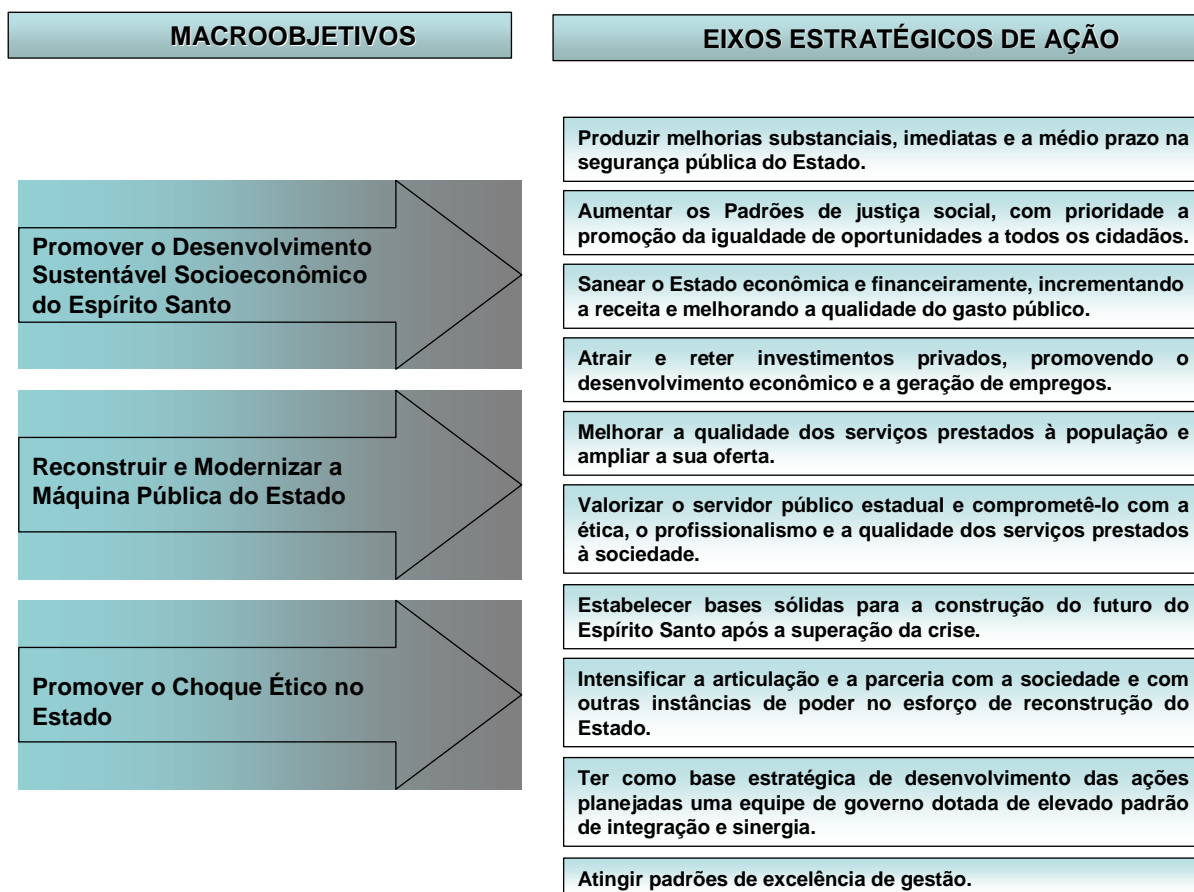 MACROOBJETIVOS
EIXOS ESTRATÉGICOS DE AÇÃO
Promover o Desenvolvimento
Sustentável Socioeconômico
do Espírito Santo
Reconstruir e Modernizar a
Máquina Pública do Estado
Promover o Choque Ético no
Estado
Produzir melhorias substanciais, imediatas e a médio prazo na
segurança pública do Estado.
Aumentar os Padrões de justiça social, com prioridade a
promoção da igualdade de oportunidades a todos os cidadãos.
Sanear o Estado econômica e financeiramente, incrementando
a receita e melhorando a qualidade do gasto público.
Atrair e reter investimentos privados, promovendo o
desenvolvimento econômico e a geração de empregos.
Melhorar a qualidade dos serviços prestados à população e
ampliar a sua oferta.
Valorizar o servidor público estadual e comprometê-lo com a
ética, o profissionalismo e a qualidade dos serviços prestados
à sociedade.
Estabelecer bases sólidas para a construção do futuro do
Espírito Santo após a superação da crise.
Intensificar a articulação e a parceria com a sociedade e com
outras instâncias de poder no esforço de reconstrução do
Estado.
Ter como base estratégica de desenvolvimento das ações
planejadas uma equipe de governo dotada de elevado padrão
de integração e sinergia.
Atingir padrões de excelência de gestão.